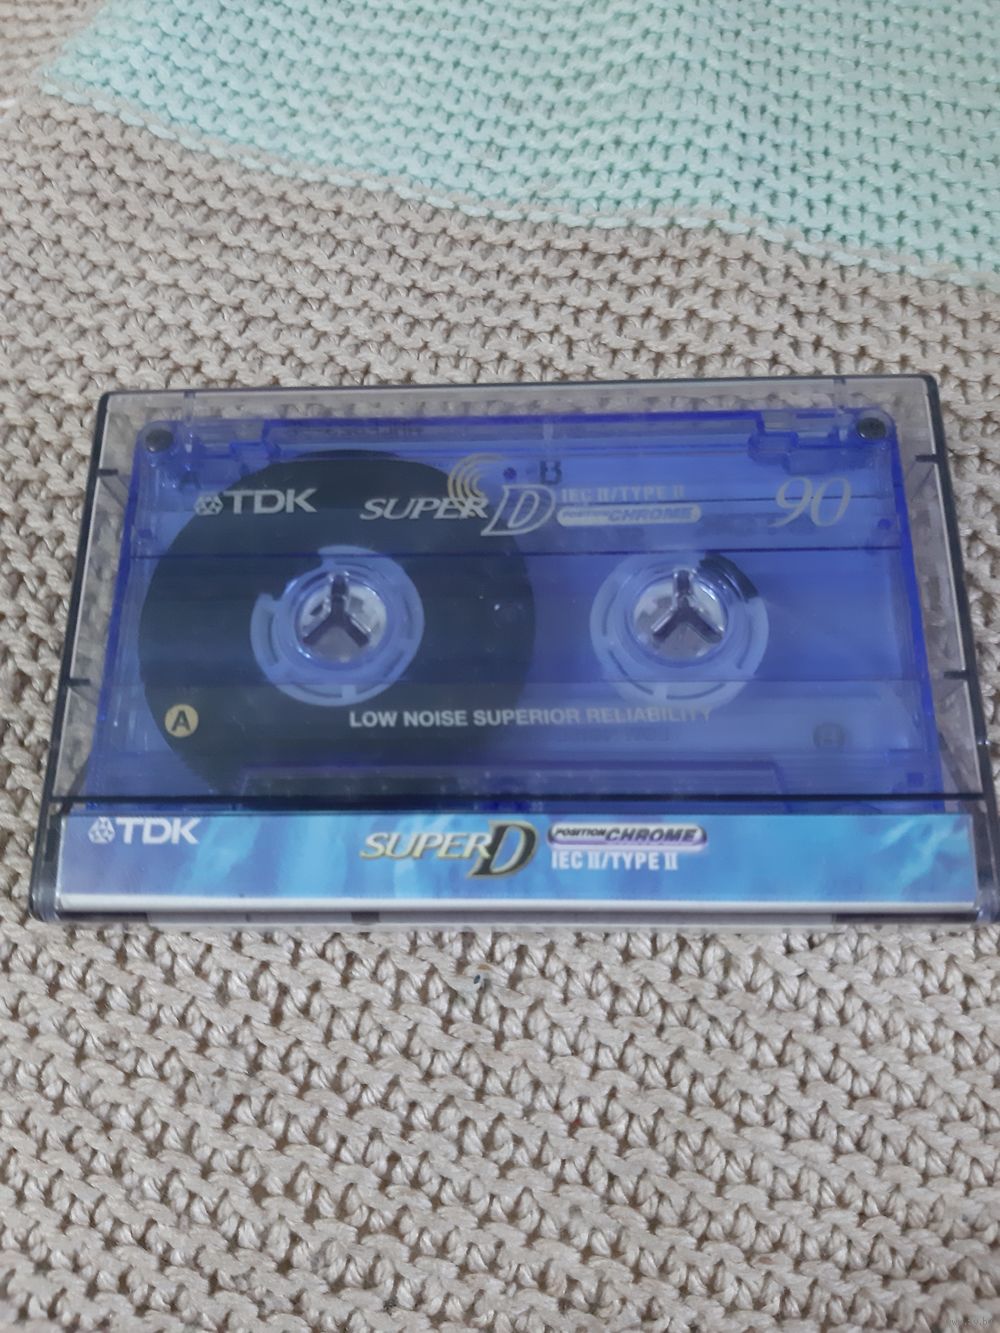 B
TDK SUPER D IEC II/TYPE II 90
POSITION CHROME
A LOW NOISE SUPERIOR RELIABILITY
TDK SUPER D POSITION CHROME
IEC II/TYPE II